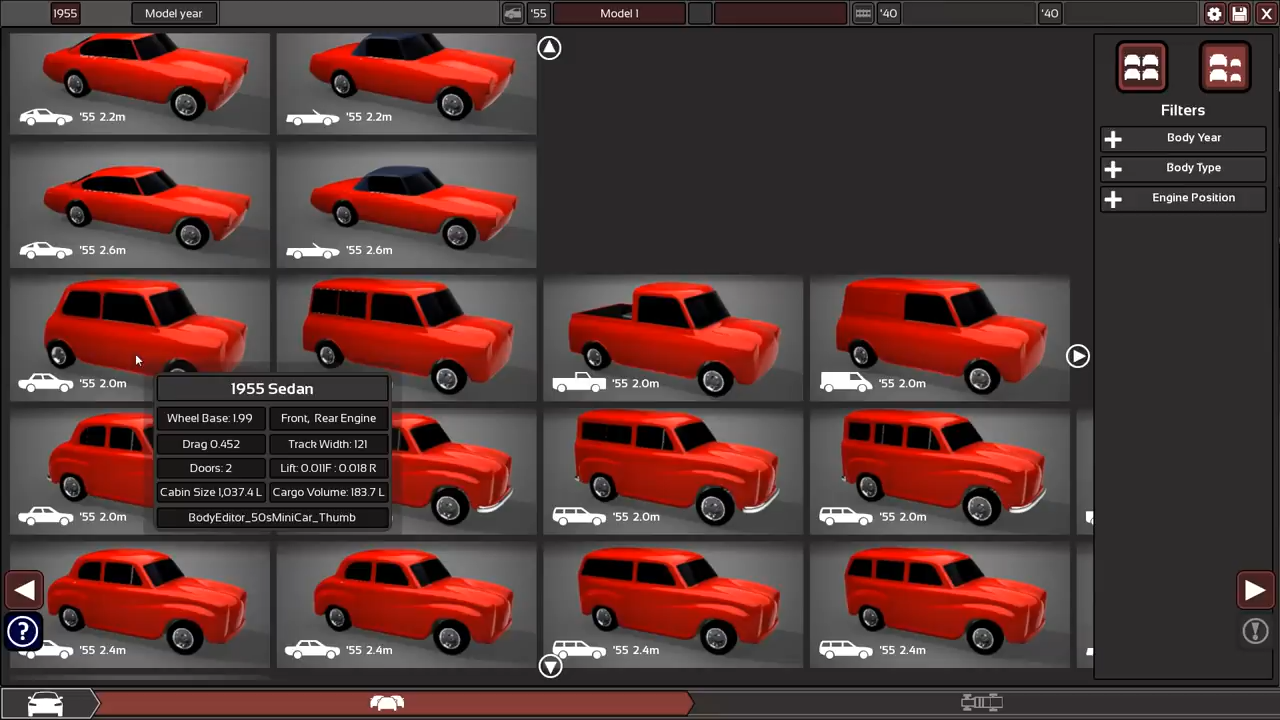 1955
Model year
'55
Model 1
'40
'40
'55 2.2m
'55 2.2m
'55 2.6m
'55 2.6m
'55 2.0m
'55 2.0m
'55 2.0m
'55 2.0m
1955 Sedan
Wheel Base: 1.99
Front, Rear Engine
Drag 0.452
Track Width: 121
Doors: 2
Lift: 0.011F : 0.018 R
Cabin Size 1,037.4 L
Cargo Volume: 183.7 L
BodyEditor_50sMiniCar_Thumb
'55 2.0m
'55 2.0m
'55 2.0m
'55 2.4m
'55 2.4m
'55 2.4m
'55 2.4m
Filters
Body Year
Body Type
Engine Position